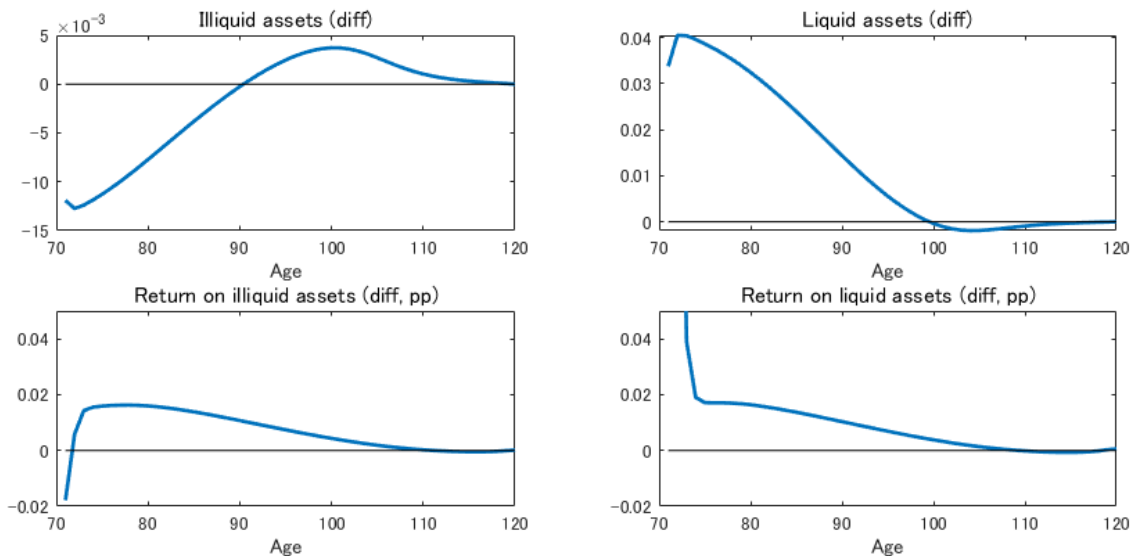 Illiquid assets (diff)
×10⁻³
5
0
−5
−10
−15
70 80 90 100 110 120
Age
Liquid assets (diff)
0.04
0.03
0.02
0.01
0
70 80 90 100 110 120
Age
Return on illiquid assets (diff, pp)
0.04
0.02
0
−0.02
70 80 90 100 110 120
Age
Return on liquid assets (diff, pp)
0.04
0.02
0
−0.02
70 80 90 100 110 120
Age